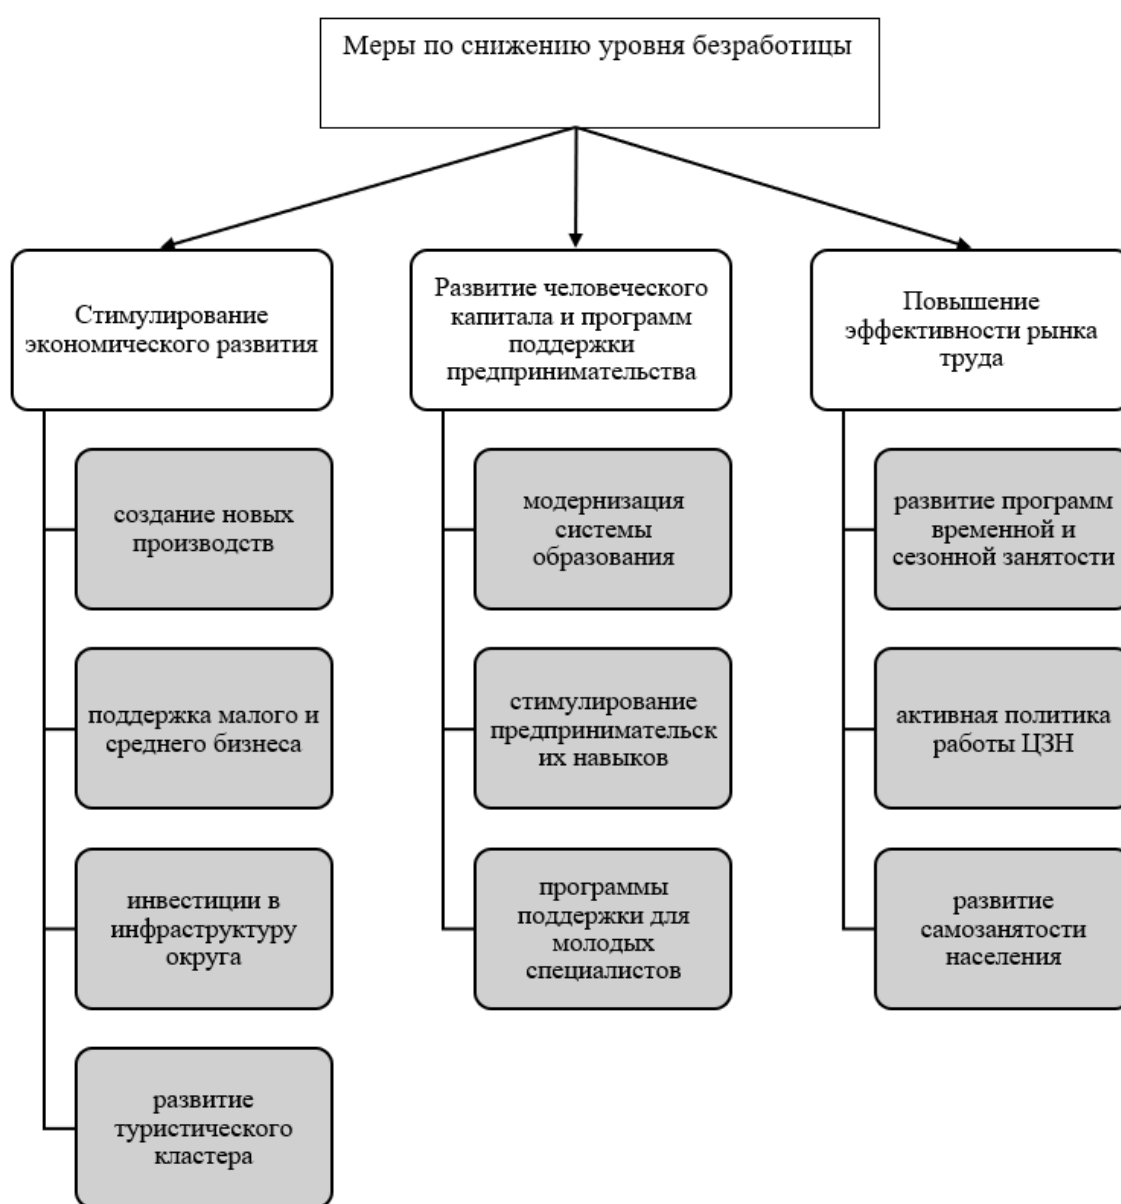 Меры по снижению уровня безработицы
Стимулирование
экономического развития
создание новых
производств
поддержка малого и
среднего бизнеса
инвестиции в
инфраструктуру
округа
развитие
туристического
кластера
Развитие человеческого
капитала и программ
поддержки
предпринимательства
модернизация
системы
образования
стимулирование
предпринимательск
их навыков
программы
поддержки для
молодых
специалистов
Повышение
эффективности рынка
труда
развитие программ
временной и
сезонной занятости
активная политика
работы ЦЗН
развитие
самозанятости
населения